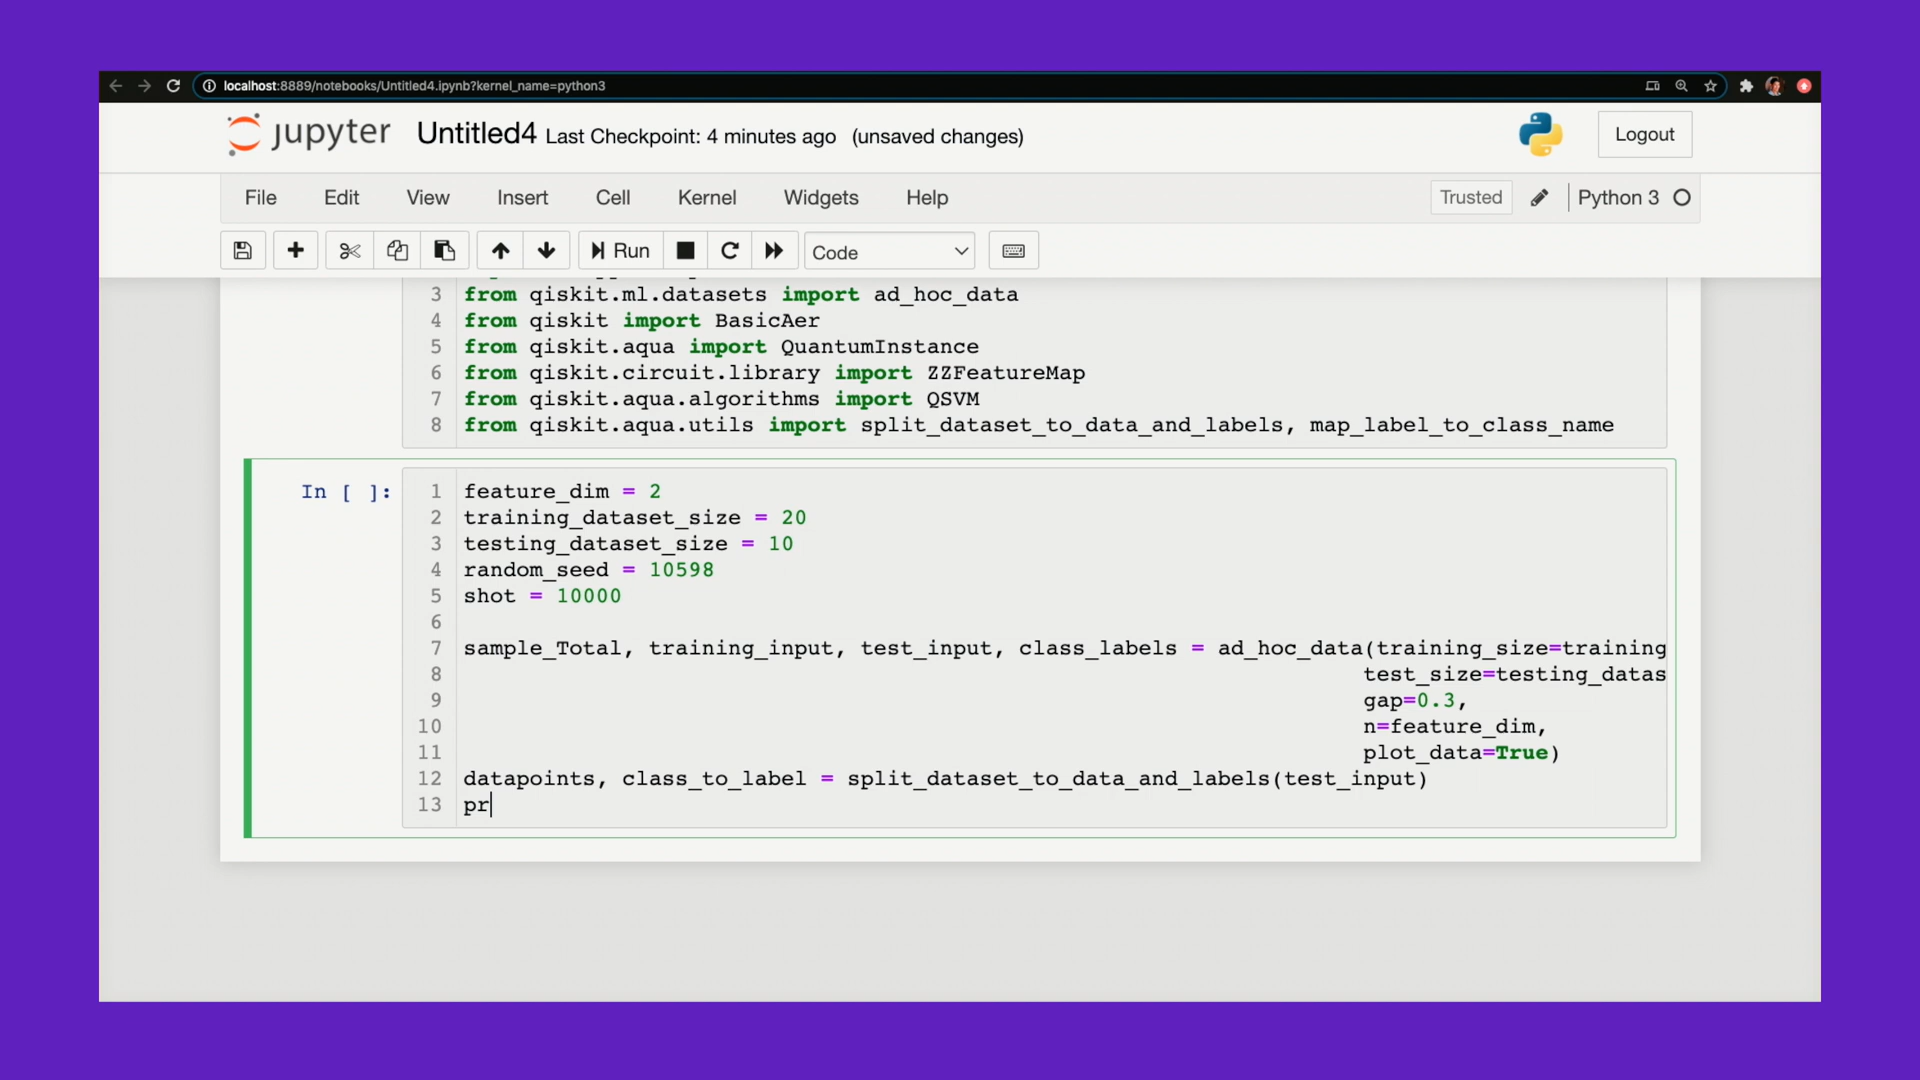 localhost:8889/notebooks/Untitled4.ipynb?kernel_name=python3
jupyter Untitled4 Last Checkpoint: 4 minutes ago (unsaved changes)
Logout
File Edit View Insert Cell Kernel Widgets Help Trusted Python 3
Run Code
3 from qiskit.ml.datasets import ad_hoc_data
4 from qiskit import BasicAer
5 from qiskit.aqua import QuantumInstance
6 from qiskit.circuit.library import ZZFeatureMap
7 from qiskit.aqua.algorithms import QSVM
8 from qiskit.aqua.utils import split_dataset_to_data_and_labels, map_label_to_class_name
In [ ]: 1 feature_dim = 2
2 training_dataset_size = 20
3 testing_dataset_size = 10
4 random_seed = 10598
5 shot = 10000
6
7 sample_Total, training_input, test_input, class_labels = ad_hoc_data(training_size=training
8 test_size=testing_datas
9 gap=0.3,
10 n=feature_dim,
11 plot_data=True)
12 datapoints, class_to_label = split_dataset_to_data_and_labels(test_input)
13 pr